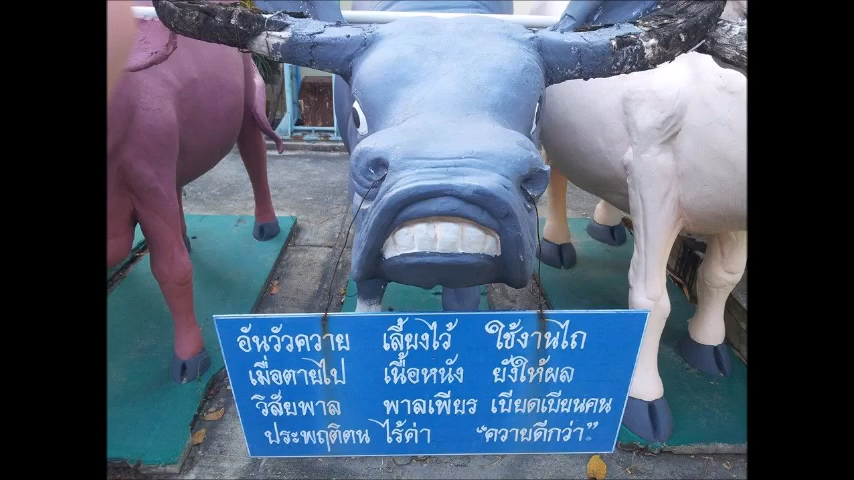 อันวัวควาย เลี้ยงไว้ ใช้งานไถ
เมื่อตายไป เนื้อหนัง ยังให้ผล
วิสัยพาล พาลเพียร เบียดเบียนคน
ประพฤติตน ไร้ค่า "ควายดีกว่า"